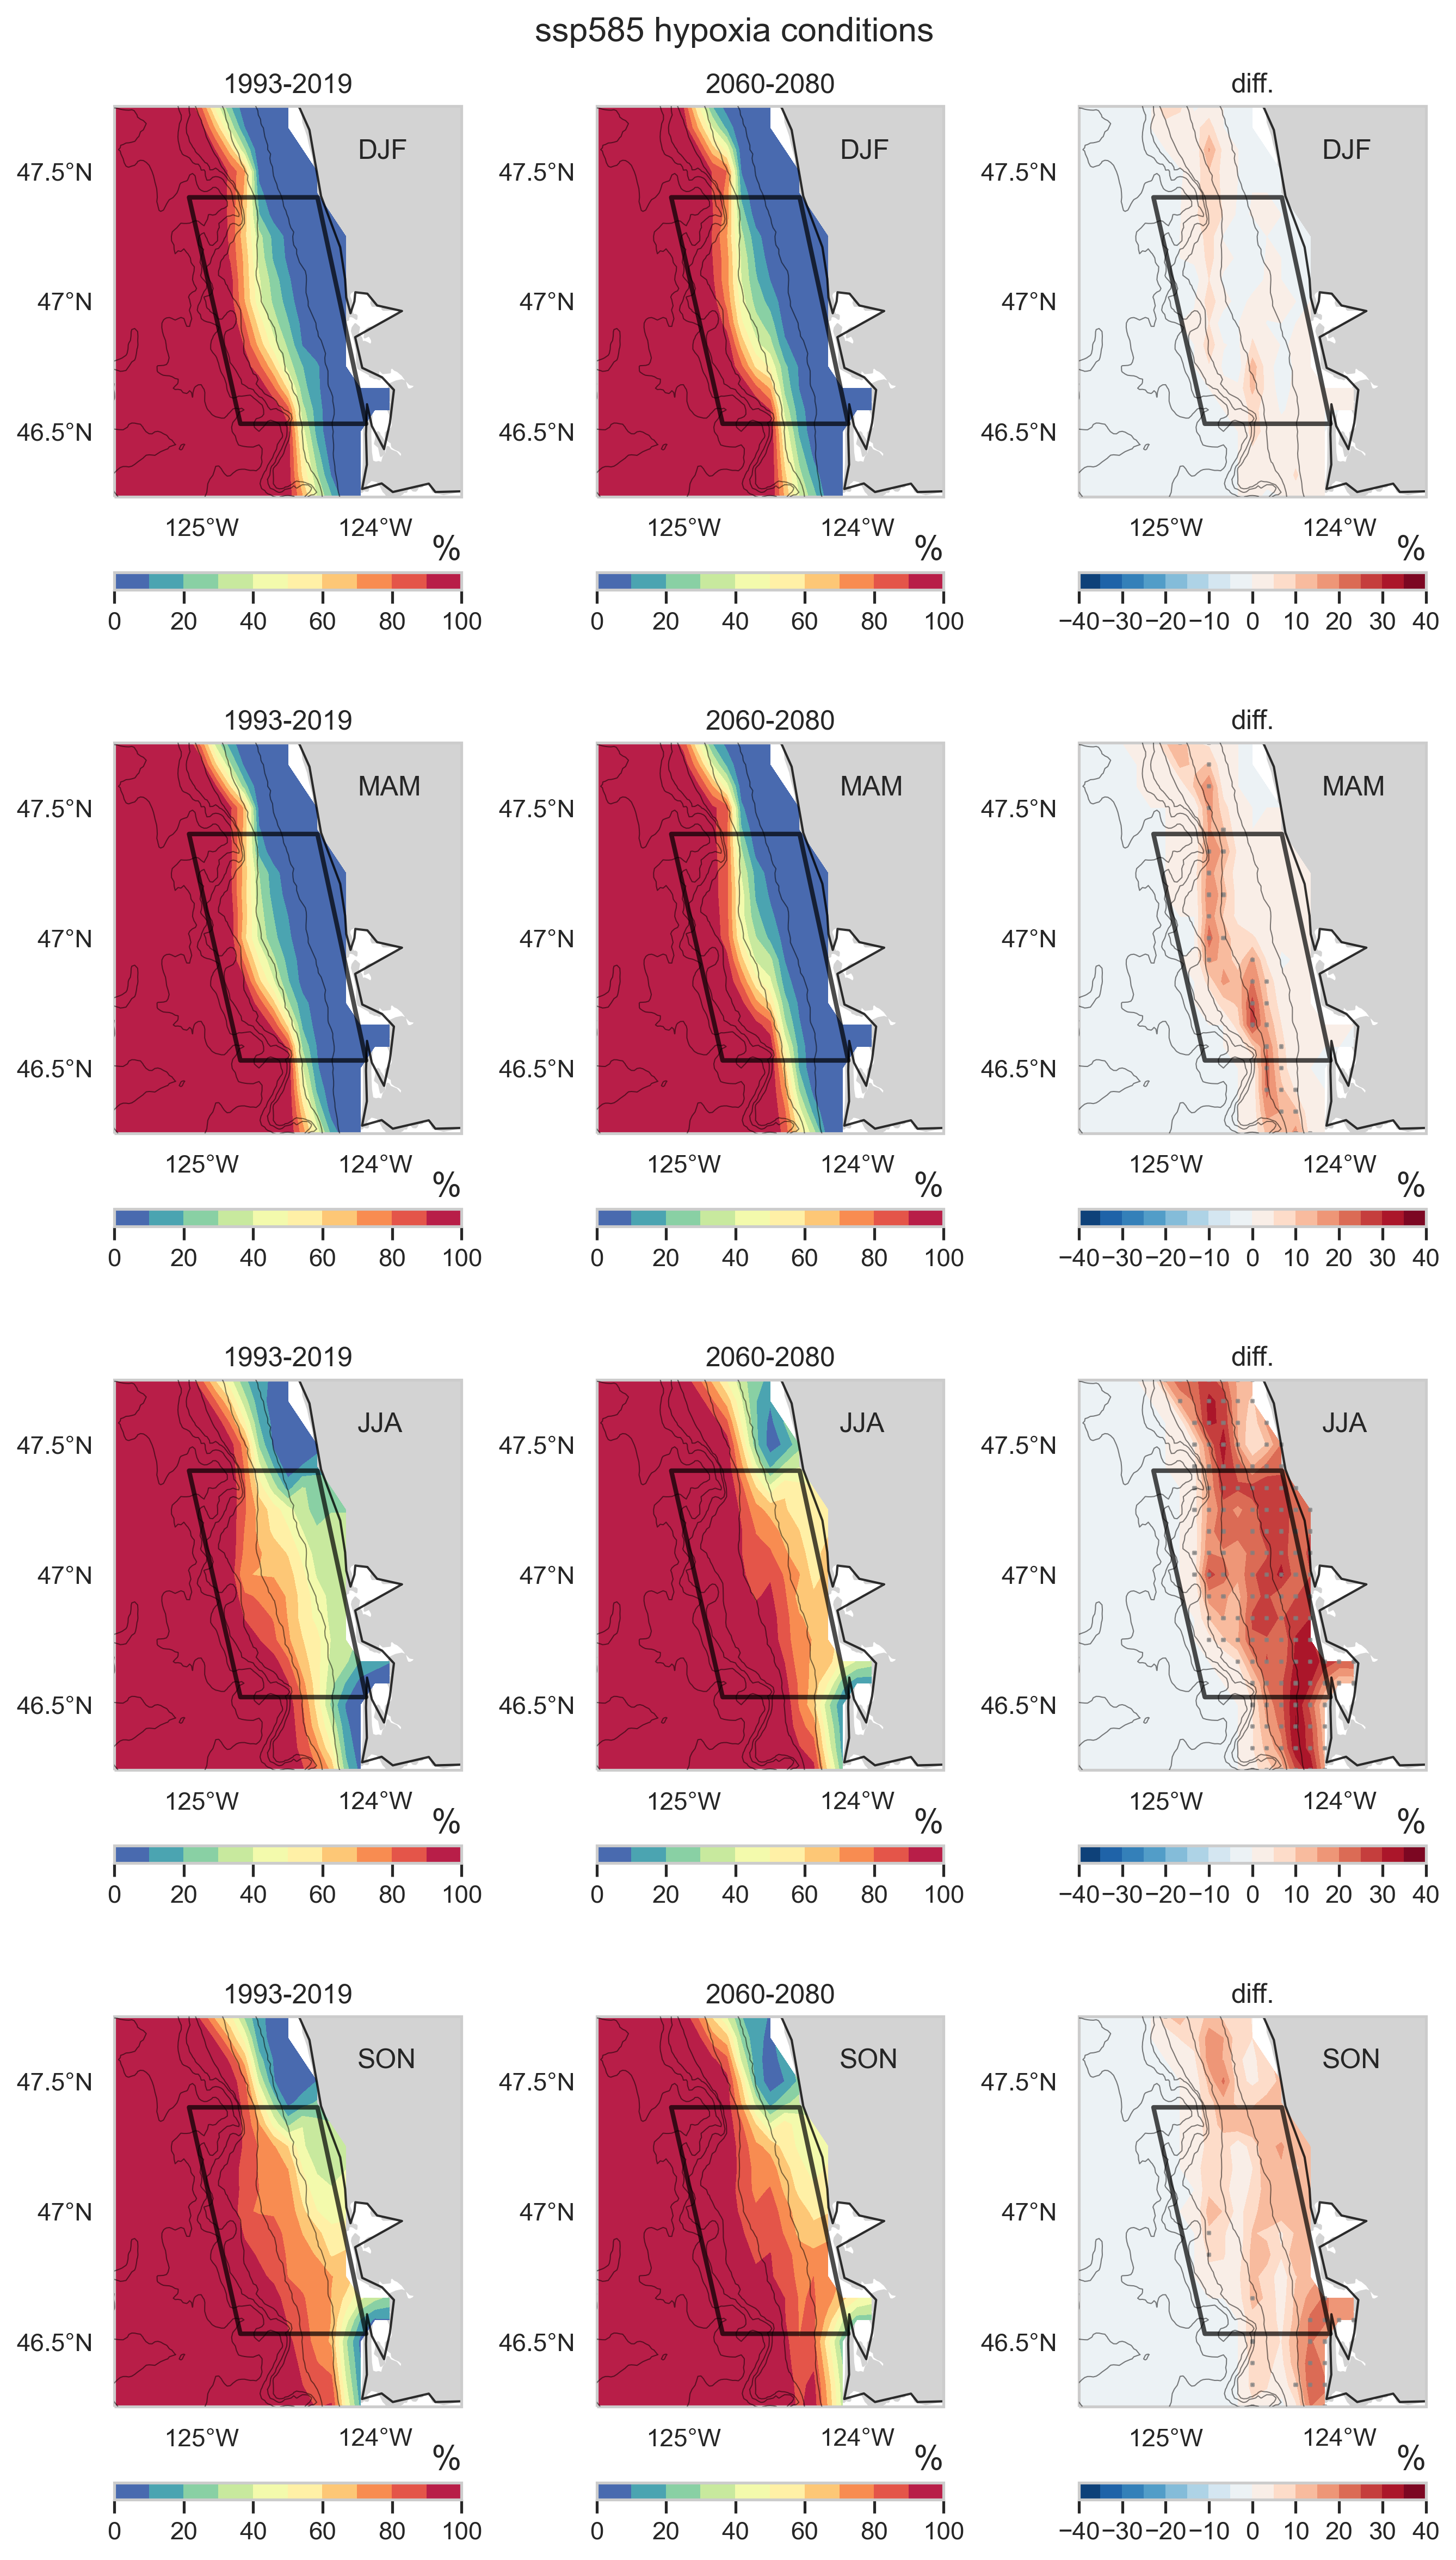 ssp585 hypoxia conditions
1993-2019 2060-2080 diff.
DJF DJF DJF
47.5°N 47.5°N 47.5°N
47°N 47°N 47°N
46.5°N 46.5°N 46.5°N
125°W 124°W 125°W 124°W 125°W 124°W
% % %
0 20 40 60 80 100 0 20 40 60 80 100 −40 −30 −20 −10 0 10 20 30 40
1993-2019 2060-2080 diff.
MAM MAM MAM
47.5°N 47.5°N 47.5°N
47°N 47°N 47°N
46.5°N 46.5°N 46.5°N
125°W 124°W 125°W 124°W 125°W 124°W
% % %
0 20 40 60 80 100 0 20 40 60 80 100 −40 −30 −20 −10 0 10 20 30 40
1993-2019 2060-2080 diff.
JJA JJA JJA
47.5°N 47.5°N 47.5°N
47°N 47°N 47°N
46.5°N 46.5°N 46.5°N
125°W 124°W 125°W 124°W 125°W 124°W
% % %
0 20 40 60 80 100 0 20 40 60 80 100 −40 −30 −20 −10 0 10 20 30 40
1993-2019 2060-2080 diff.
SON SON SON
47.5°N 47.5°N 47.5°N
47°N 47°N 47°N
46.5°N 46.5°N 46.5°N
125°W 124°W 125°W 124°W 125°W 124°W
% % %
0 20 40 60 80 100 0 20 40 60 80 100 −40 −30 −20 −10 0 10 20 30 40